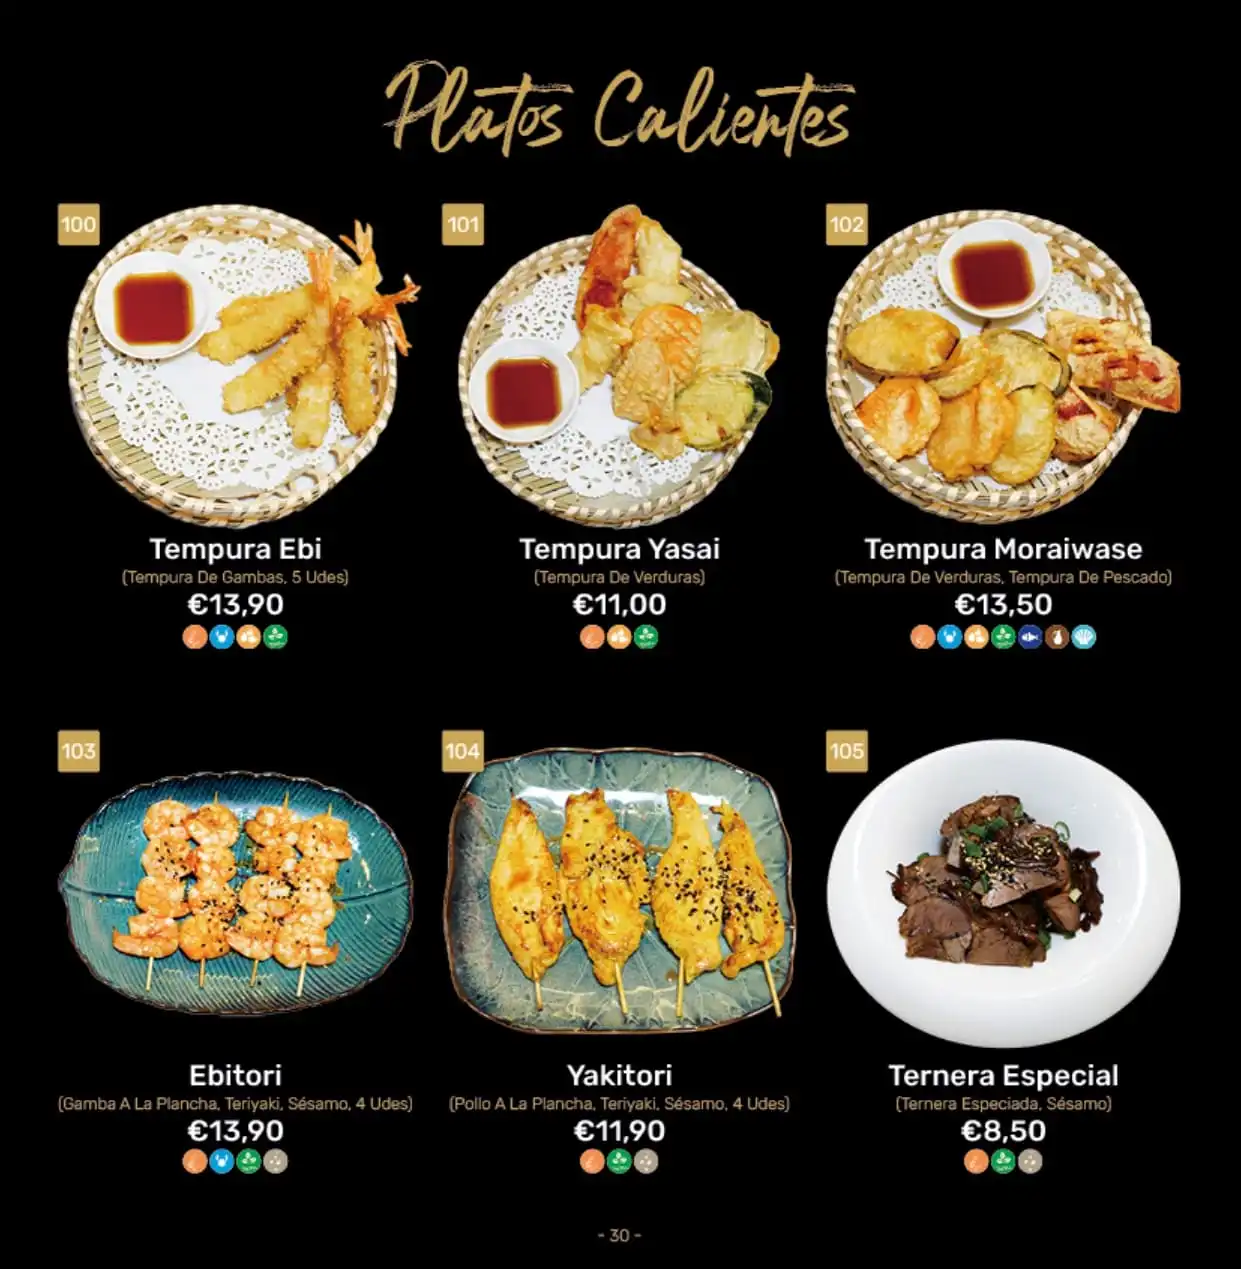 Platos Calientes
100
101
102
Tempura Ebi
(Tempura De Gambas, 5 Udes)
€13,90
Tempura Yasai
(Tempura De Verduras)
€11,00
Tempura Moraiwase
(Tempura De Verduras, Tempura De Pescado)
€13,50
103
104
105
Ebitori
(Gamba A La Plancha, Teriyaki, Sésamo, 4 Udes)
€13,90
Yakitori
(Pollo A La Plancha, Teriyaki, Sésamo, 4 Udes)
€11,90
Ternera Especial
(Ternera Especiada, Sésamo)
€8,50
- 30 -